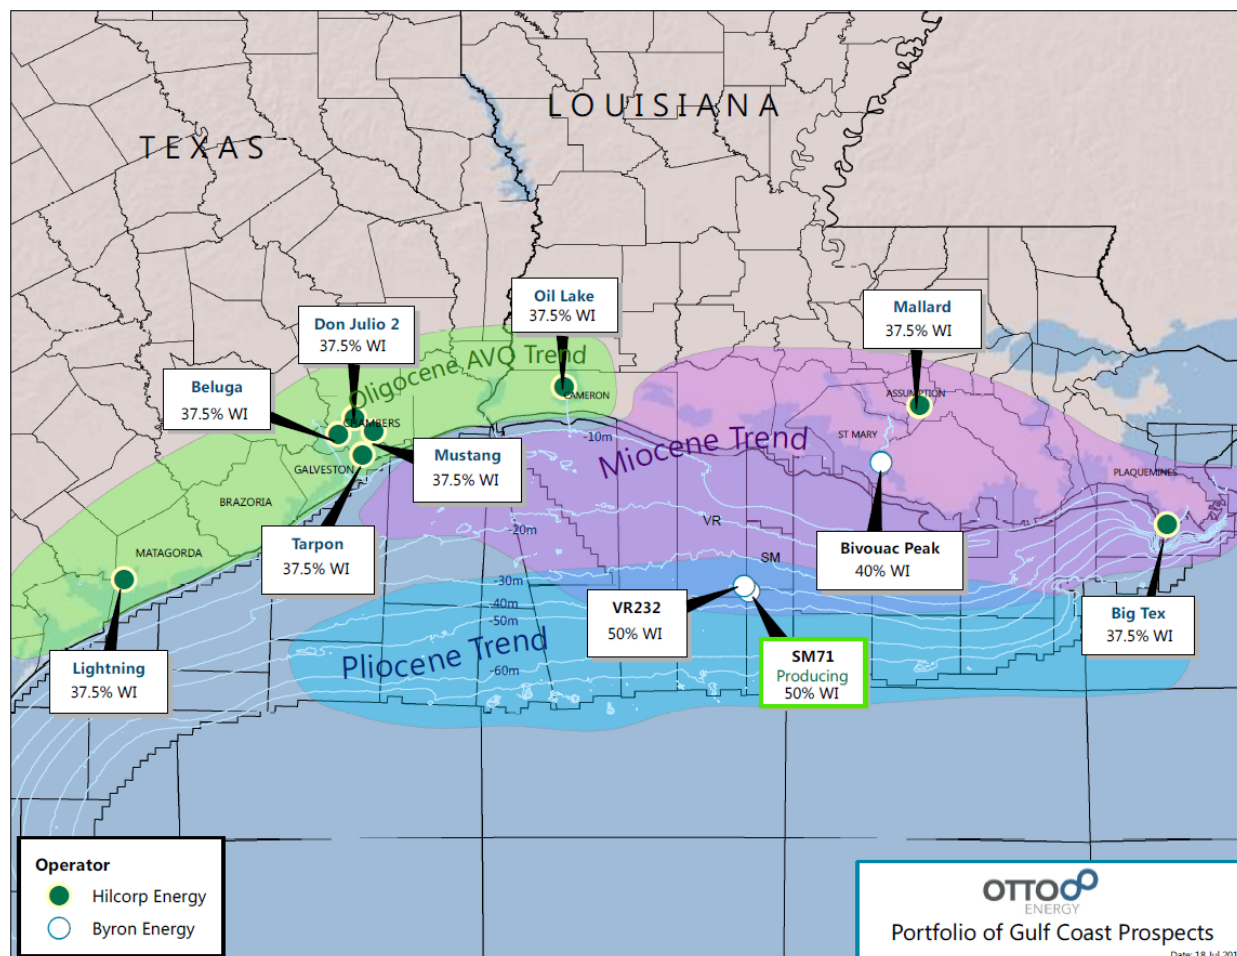 LOUISIANA
TEXAS
Oil Lake
37.5% WI
Mallard
37.5% WI
Don Julio 2
37.5% WI
Oligocene AVO Trend
Beluga
37.5% WI
CAMERON
ASSUMPTION
CHAMBERS
ST MARY
-10m
Miocene Trend
Mustang
37.5% WI
GALVESTON
PLAQUEMINES
BRAZORIA
VR
-20m
Tarpon
37.5% WI
MATAGORDA
SM
Bivouac Peak
40% WI
-30m
-40m
-50m
-60m
VR232
50% WI
Big Tex
37.5% WI
Pliocene Trend
SM71
Producing
50% WI
Lightning
37.5% WI
Operator
Hilcorp Energy
Byron Energy
OTTO
ENERGY
Portfolio of Gulf Coast Prospects
Date: 18 Jul 201